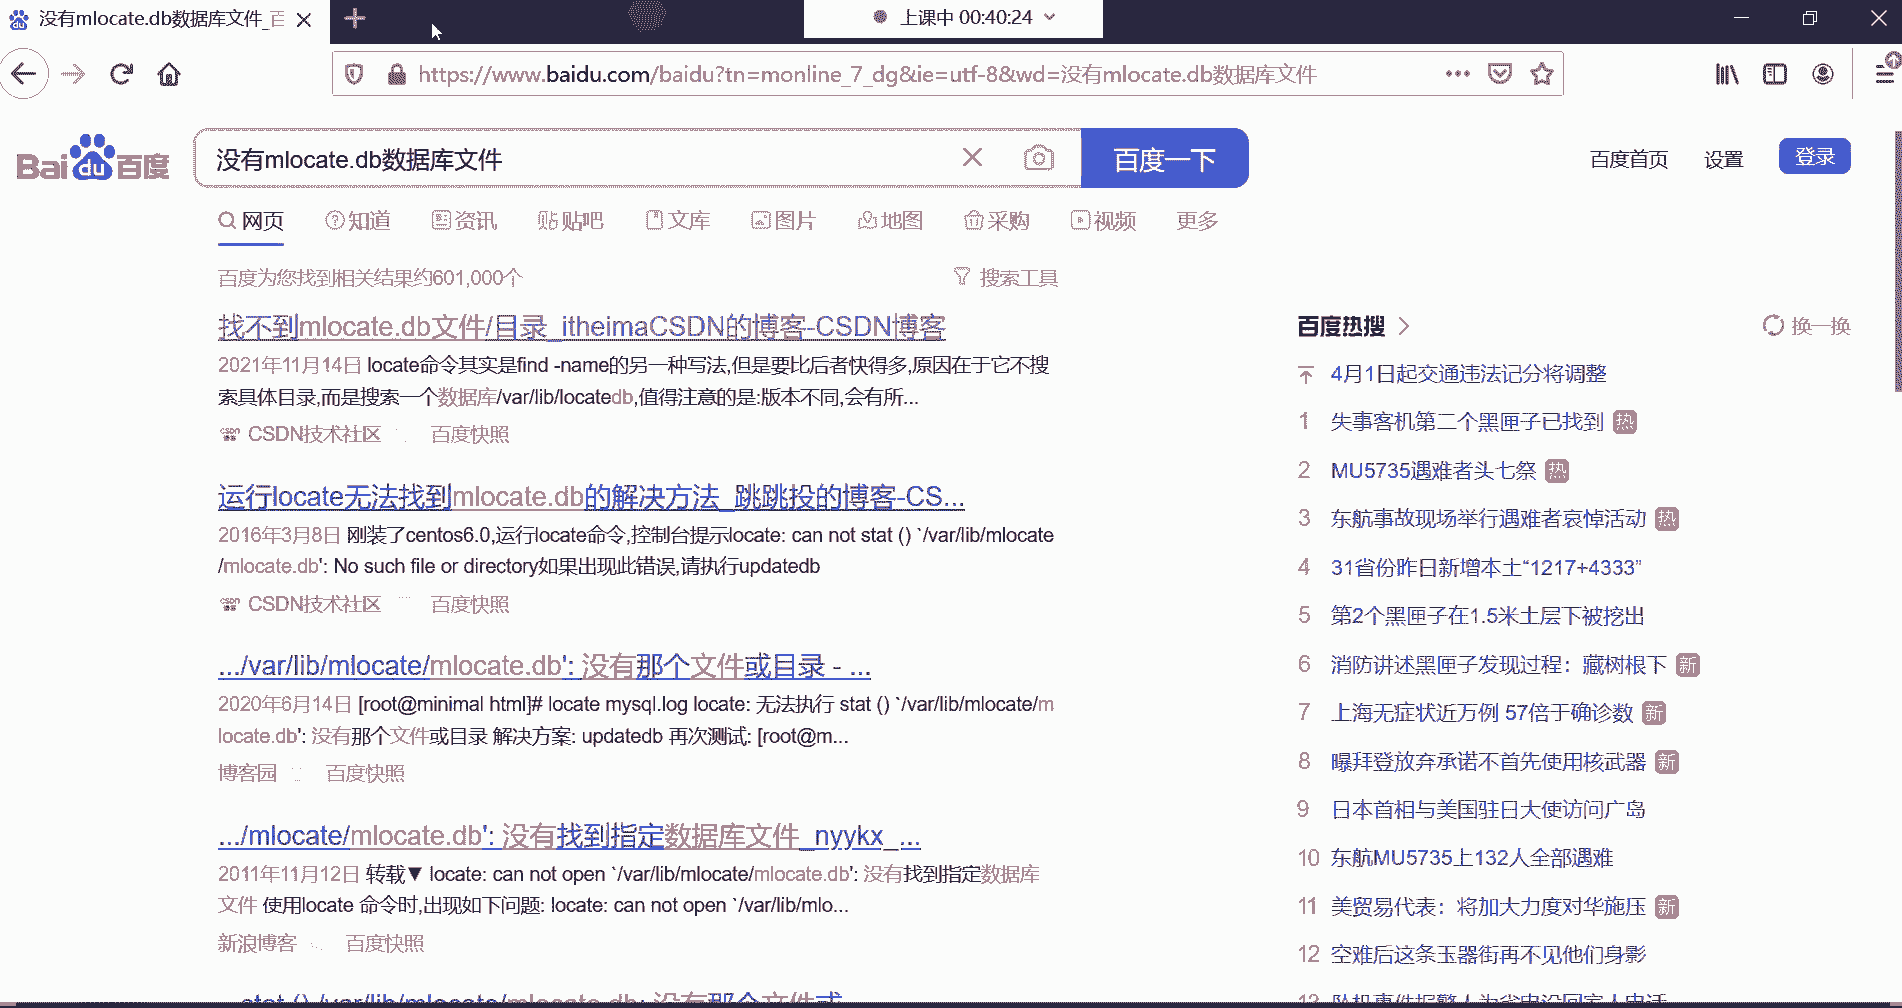 没有mlocate.db数据库文件_百
上课中 00:40:24
https://www.baidu.com/baidu?tn=monline_7_dg&ie=utf-8&wd=没有mlocate.db数据库文件
Bai du 百度
没有mlocate.db数据库文件
百度一下
百度首页 设置 登录
网页 知道 资讯 贴吧 文库 图片 地图 采购 视频 更多
百度为您找到相关结果约601,000个
搜索工具
找不到mlocate.db文件/目录_itheimaCSDN的博客-CSDN博客
2021年11月14日 locate命令其实是find -name的另一种写法,但是要比后者快得多,原因在于它不搜
索具体目录,而是搜索一个数据库/var/lib/locatedb,值得注意的是:版本不同,会有所...
CSDN技术社区 百度快照
运行locate无法找到mlocate.db的解决方法_跳跳投的博客-CS...
2016年3月8日 刚装了centos6.0,运行locate命令,控制台提示locate: can not stat () `/var/lib/mlocate
/mlocate.db': No such file or directory如果出现此错误,请执行updatedb
CSDN技术社区 百度快照
.../var/lib/mlocate/mlocate.db': 没有那个文件或目录 - ...
2020年6月14日 [root@minimal html]# locate mysql.log locate: 无法执行 stat () `/var/lib/mlocate/m
locate.db': 没有那个文件或目录 解决方案: updatedb 再次测试: [root@m...
博客园 百度快照
.../mlocate/mlocate.db': 没有找到指定数据库文件_nyykx_...
2011年11月12日 转载▼ locate: can not open `/var/lib/mlocate/mlocate.db': 没有找到指定数据库
文件 使用locate 命令时,出现如下问题: locate: can not open `/var/lib/mlo...
新浪博客 百度快照
stat () /var/lib/mlocate/mlocate.db: 没有那个文件或
百度热搜
换一换
4月1日起交通违法记分将调整
1 失事客机第二个黑匣子已找到 热
2 MU5735遇难者头七祭 热
3 东航事故现场举行遇难者哀悼活动 热
4 31省份昨日新增本土“1217+4333”
5 第2个黑匣子在1.5米土层下被挖出
6 消防讲述黑匣子发现过程：藏树根下 新
7 上海无症状近万例 57倍于确诊数 新
8 曝拜登放弃承诺不首先使用核武器 新
9 日本首相与美国驻日大使访问广岛
10 东航MU5735上132人全部遇难
11 美贸易代表：将加大力度对华施压 新
12 空难后这条玉器街再不见他们身影